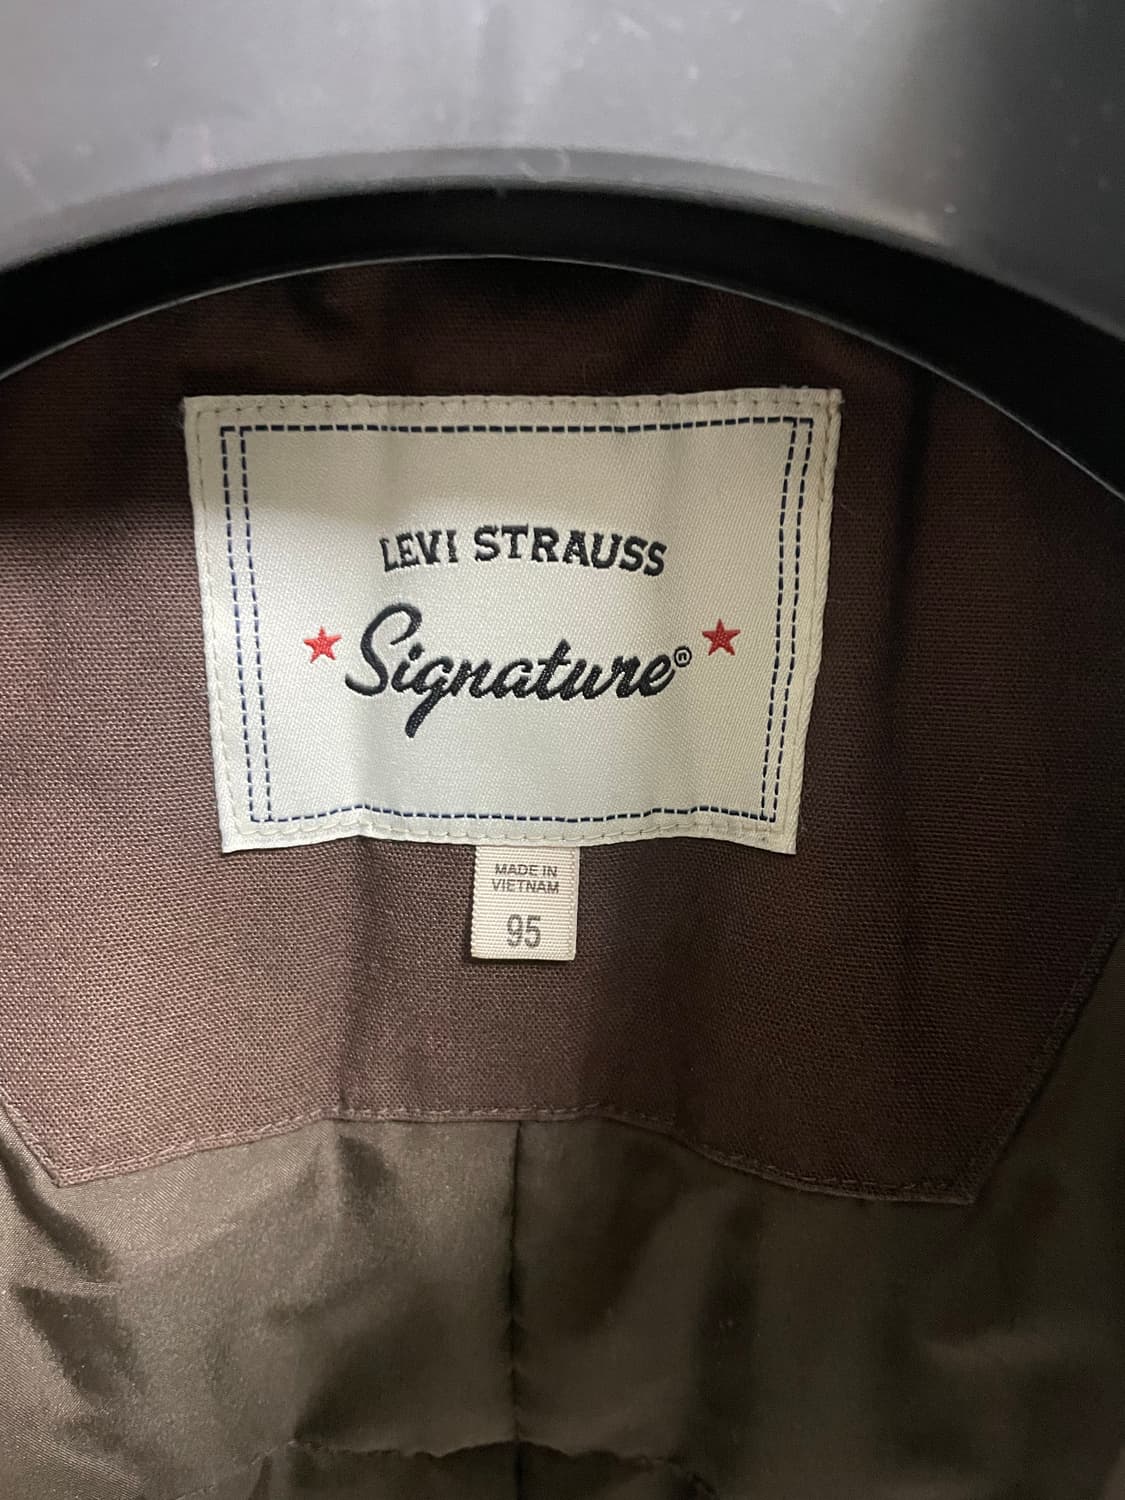 LEVI STRAUSS
Signature®
MADE IN
VIETNAM
95